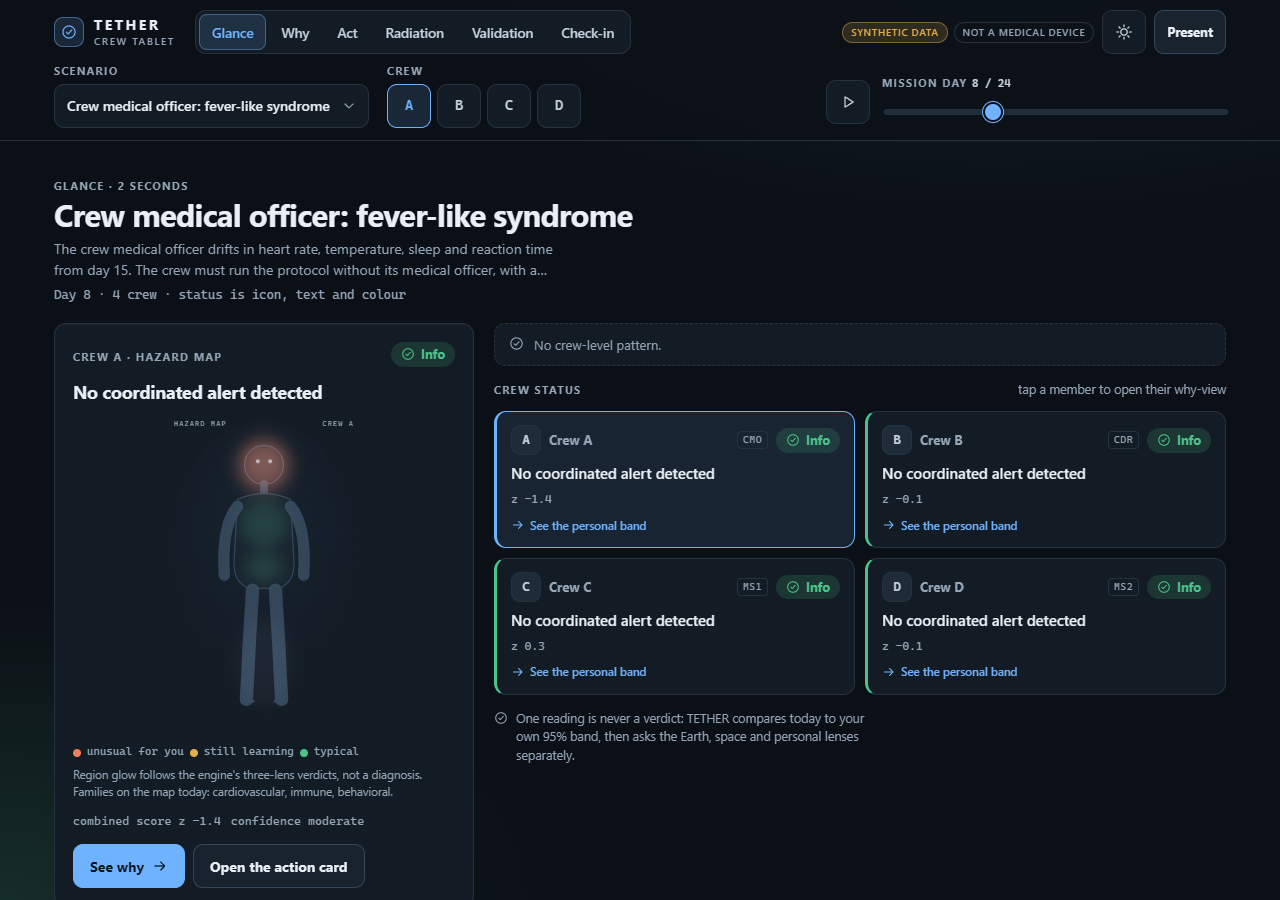 TETHER
CREW TABLET
Glance
Why
Act
Radiation
Validation
Check-in
SYNTHETIC DATA
NOT A MEDICAL DEVICE
Present
SCENARIO
Crew medical officer: fever-like syndrome
CREW
A
B
C
D
MISSION DAY 8 / 24
GLANCE · 2 SECONDS
Crew medical officer: fever-like syndrome
The crew medical officer drifts in heart rate, temperature, sleep and reaction time
from day 15. The crew must run the protocol without its medical officer, with a...
Day 8 · 4 crew · status is icon, text and colour
CREW A · HAZARD MAP
Info
No coordinated alert detected
HAZARD MAP
CREW A
unusual for you
still learning
typical
Region glow follows the engine's three-lens verdicts, not a diagnosis.
Families on the map today: cardiovascular, immune, behavioral.
combined score z −1.4 confidence moderate
See why
Open the action card
No crew-level pattern.
CREW STATUS
tap a member to open their why-view
A
Crew A
CMO
Info
No coordinated alert detected
z −1.4
See the personal band
B
Crew B
CDR
Info
No coordinated alert detected
z −0.1
See the personal band
C
Crew C
MS1
Info
No coordinated alert detected
z 0.3
See the personal band
D
Crew D
MS2
Info
No coordinated alert detected
z −0.1
See the personal band
One reading is never a verdict: TETHER compares today to your
own 95% band, then asks the Earth, space and personal lenses
separately.